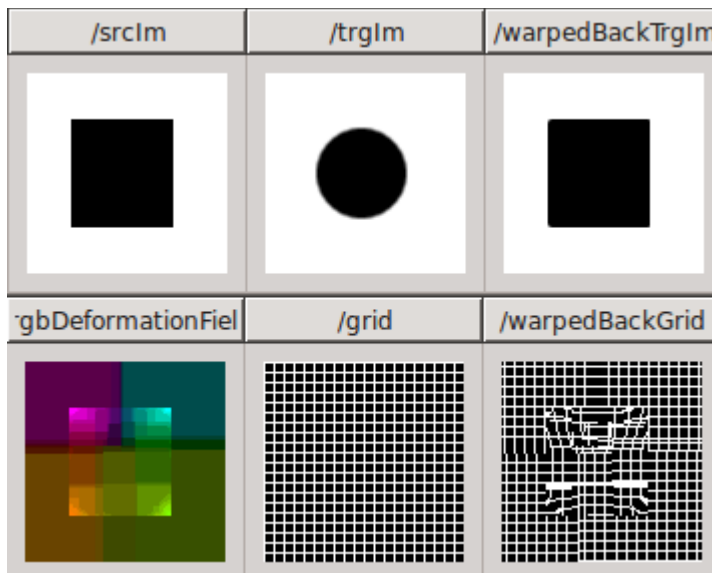 /srcIm
/trgIm
/warpedBackTrgIm
rgbDeformationFiel
/grid
/warpedBackGrid